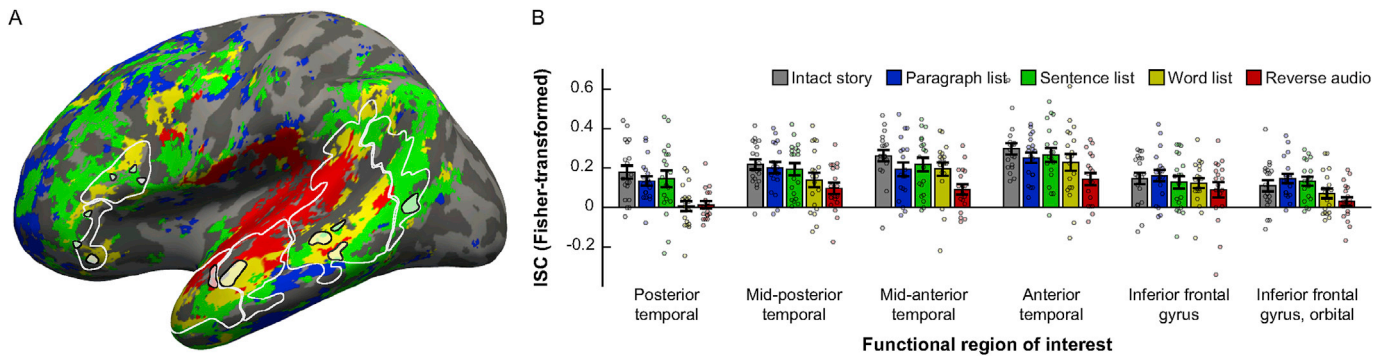 A
B
Intact story
Paragraph list
Sentence list
Word list
Reverse audio
ISC (Fisher-transformed)
0.6
0.4
0.2
0
-0.2
Posterior
temporal
Mid-posterior
temporal
Mid-anterior
temporal
Anterior
temporal
Inferior frontal
gyrus
Inferior frontal
gyrus, orbital
Functional region of interest